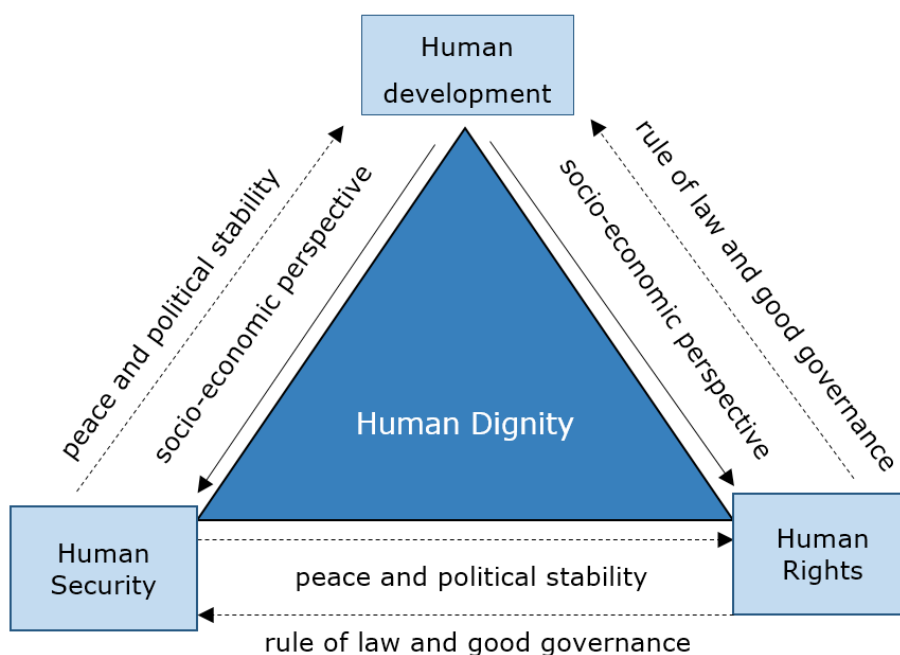 Human
development
peace and political stability
socio-economic perspective
socio-economic perspective
rule of law and good governance
Human Dignity
Human
Security
Human
Rights
peace and political stability
rule of law and good governance